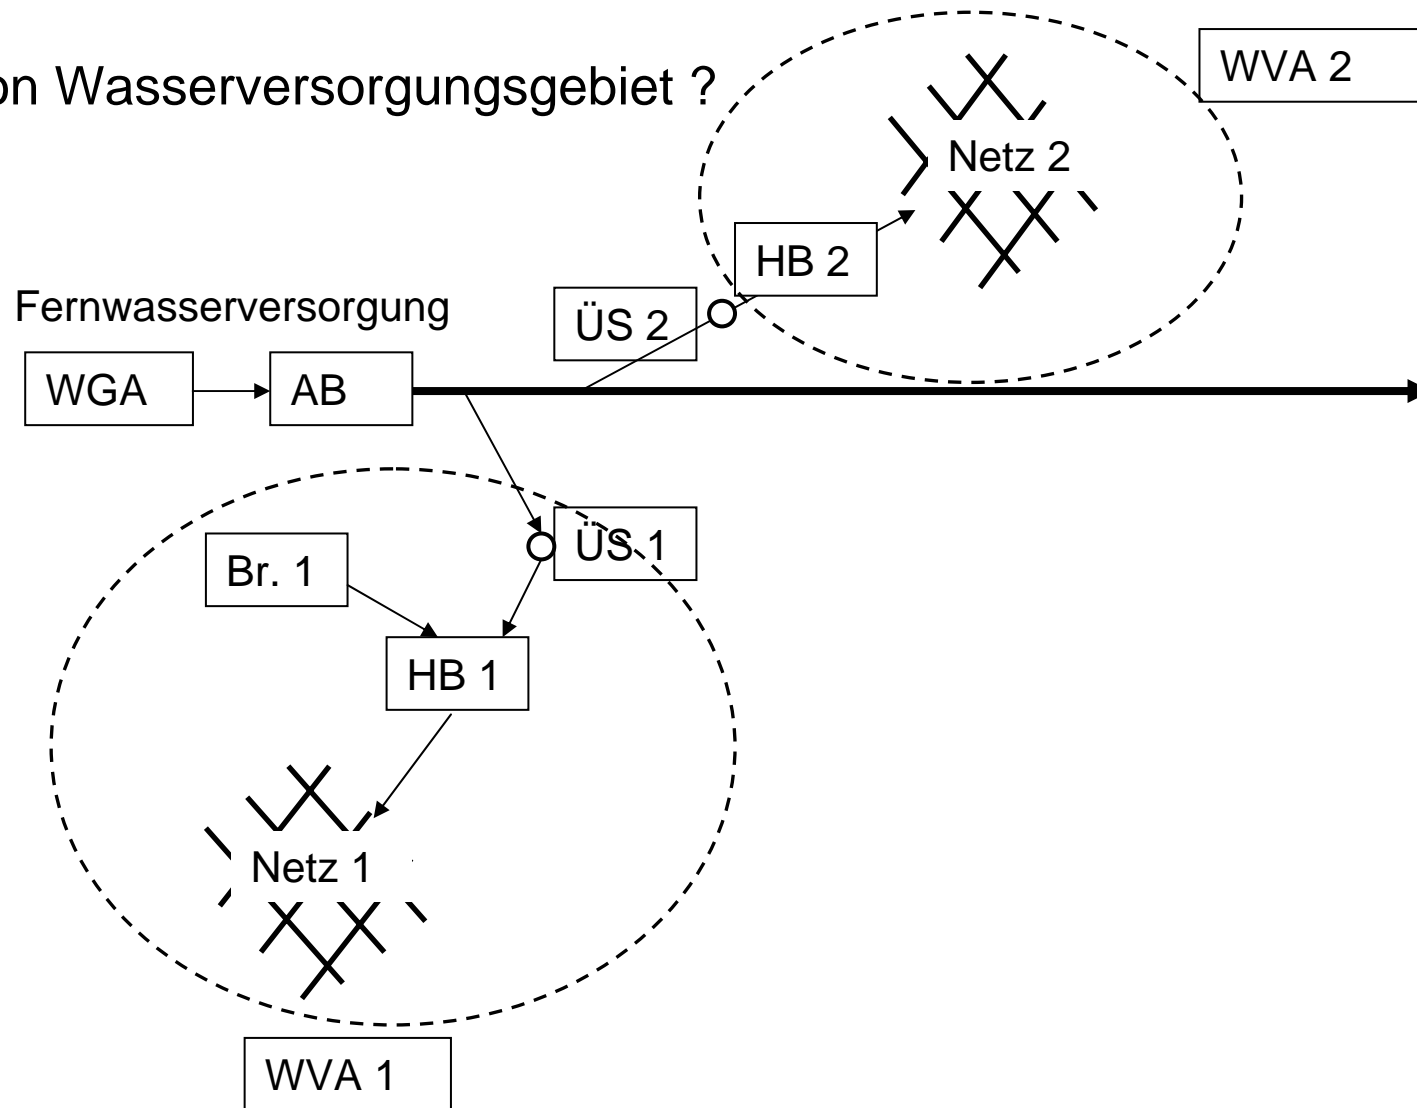 on Wasserversorgungsgebiet ?
WVA 2
Netz 2
HB 2
Fernwasserversorgung
ÜS 2
WGA
AB
ÜS 1
Br. 1
HB 1
Netz 1
WVA 1